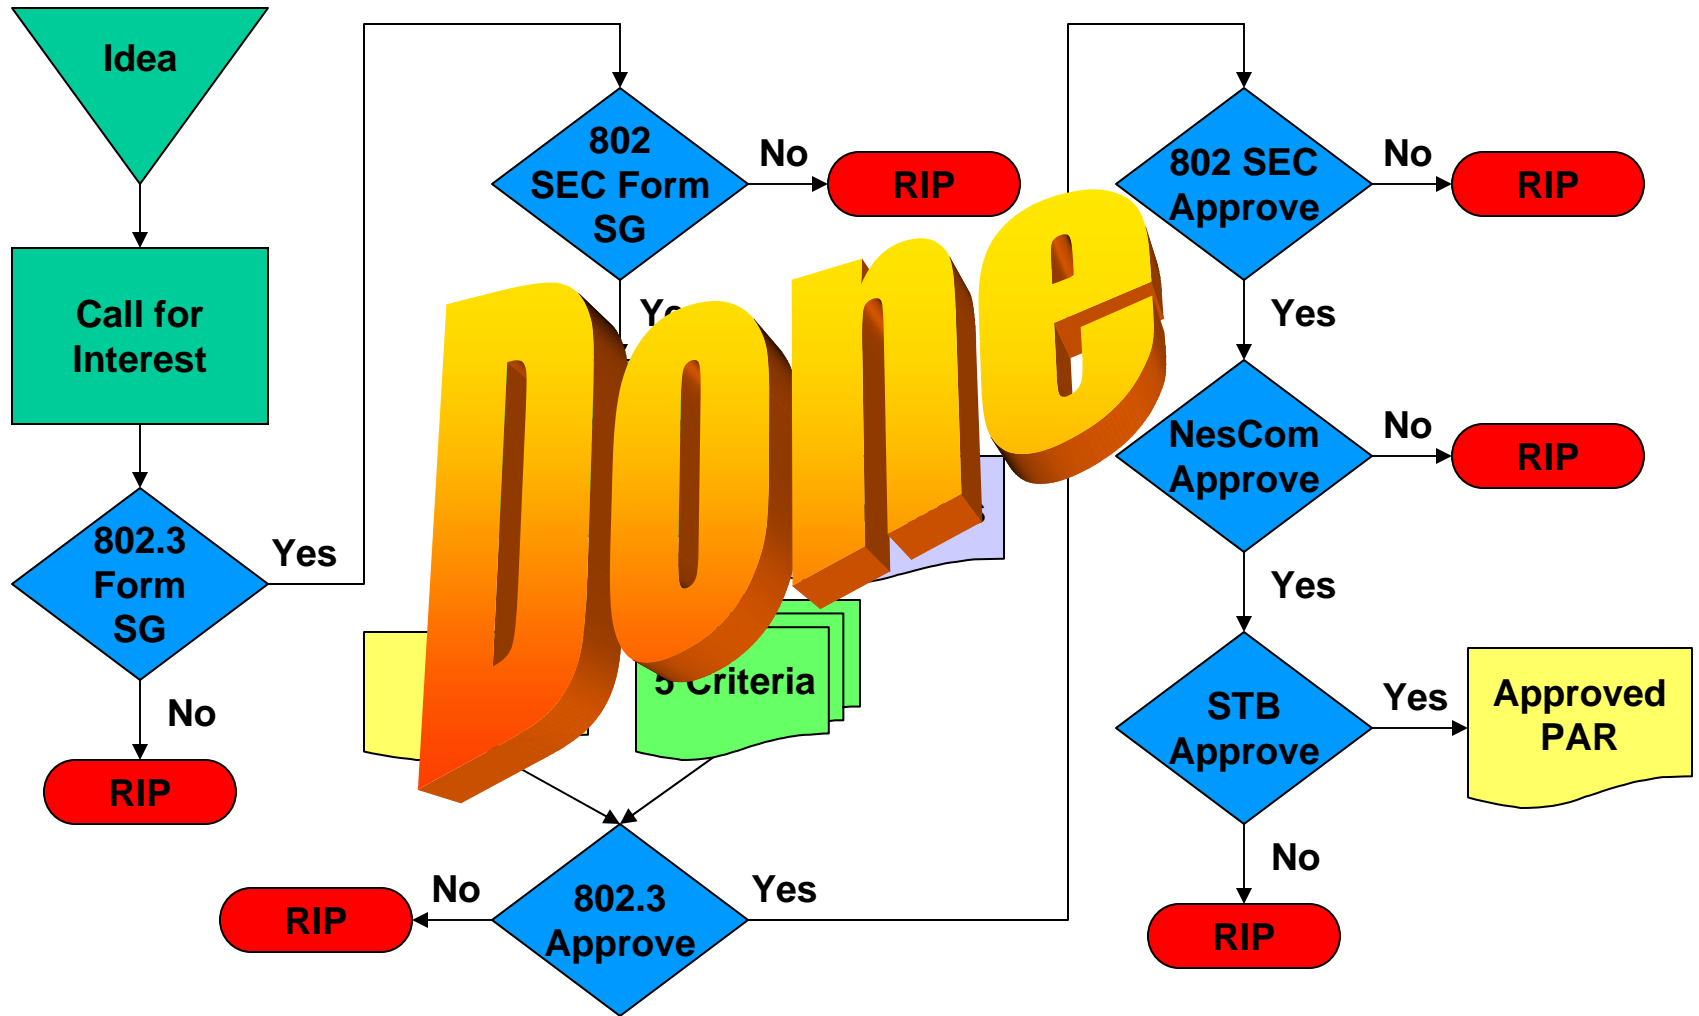 Idea
Call for
Interest
802.3
Form
SG
Yes
No
RIP
802
SEC Form
SG
No
RIP
Done
5 Criteria
802.3
Approve
No
RIP
Yes
802 SEC
Approve
No
RIP
Yes
NesCom
Approve
No
RIP
Yes
STB
Approve
Yes
Approved
PAR
No
RIP